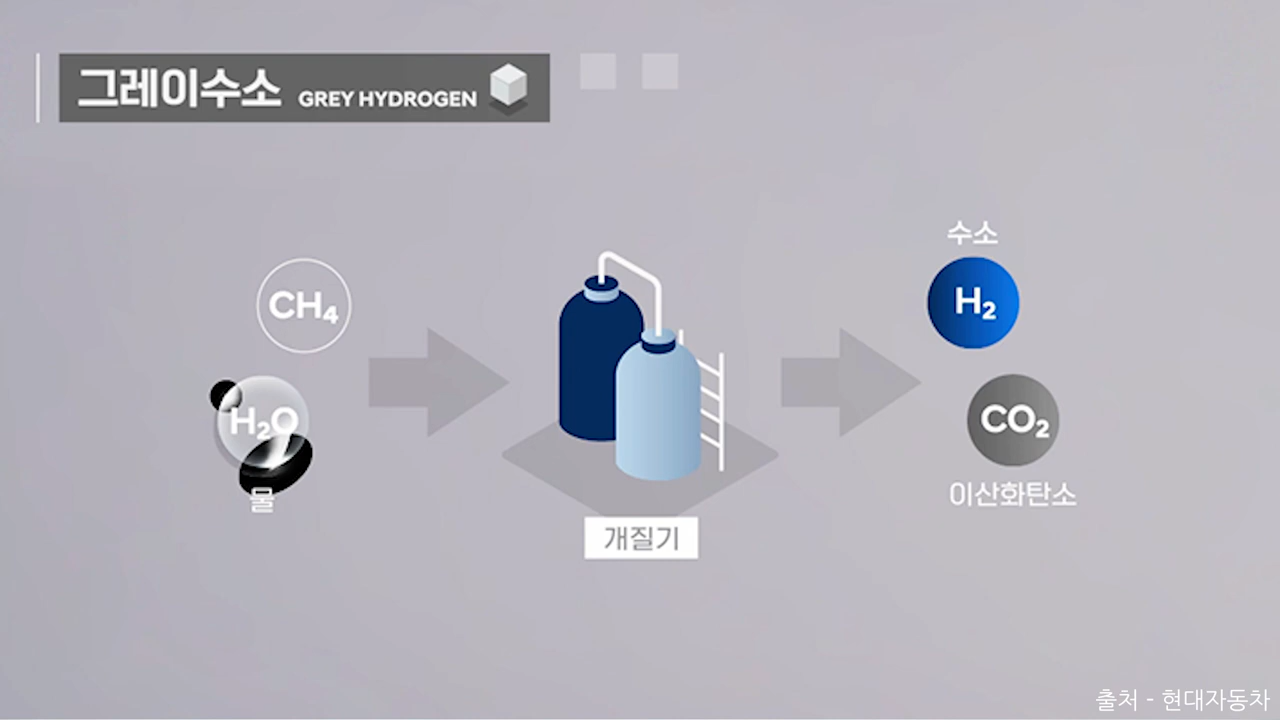 그레이수소 GREY HYDROGEN
수소
CH₄
H₂
H₂O
CO₂
물
이산화탄소
개질기
출처 - 현대자동차